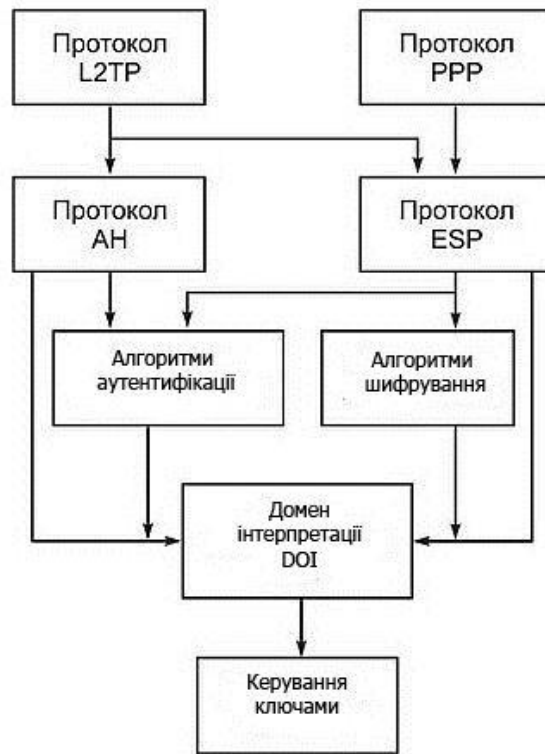 Протокол
L2TP
Протокол
PPP
Протокол
AH
Протокол
ESP
Алгоритми
аутентифікації
Алгоритми
шифрування
Домен
інтерпретації
DOI
Керування
ключами